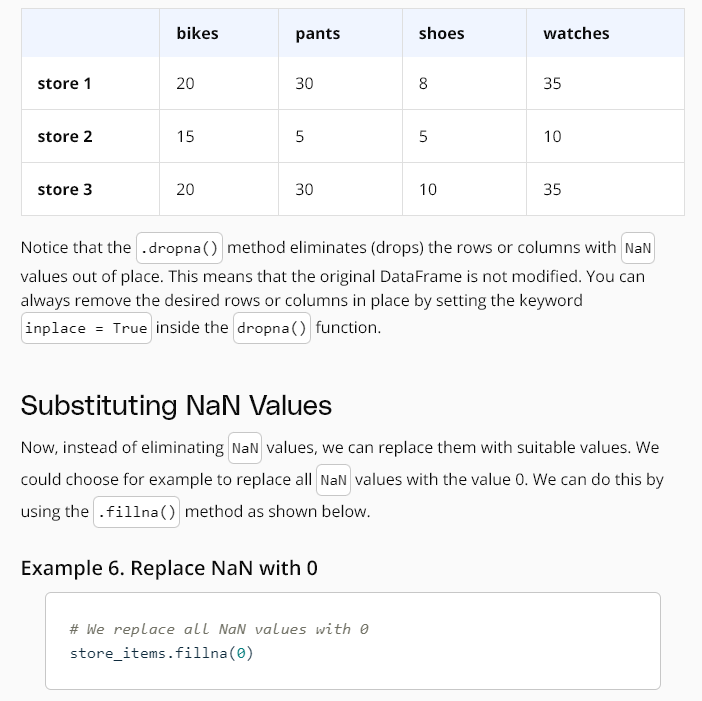 bikes pants shoes watches
store 1 20 30 8 35
store 2 15 5 5 10
store 3 20 30 10 35
Notice that the .dropna() method eliminates (drops) the rows or columns with NaN
values out of place. This means that the original DataFrame is not modified. You can
always remove the desired rows or columns in place by setting the keyword
inplace = True inside the dropna() function.
Substituting NaN Values
Now, instead of eliminating NaN values, we can replace them with suitable values. We
could choose for example to replace all NaN values with the value 0. We can do this by
using the .fillna() method as shown below.
Example 6. Replace NaN with 0
# We replace all NaN values with 0
store_items.fillna(0)